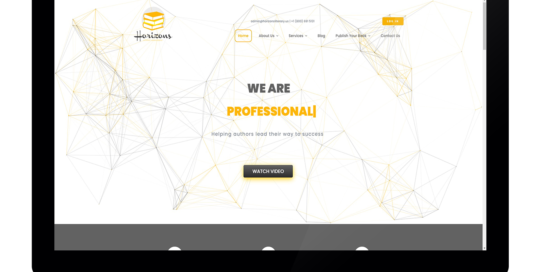 Horizons
Home
About Us
Services
Blog
Publish Your Book
Contact Us
WE ARE
PROFESSIONAL|
helping authors lead their way to success
WATCH VIDEO